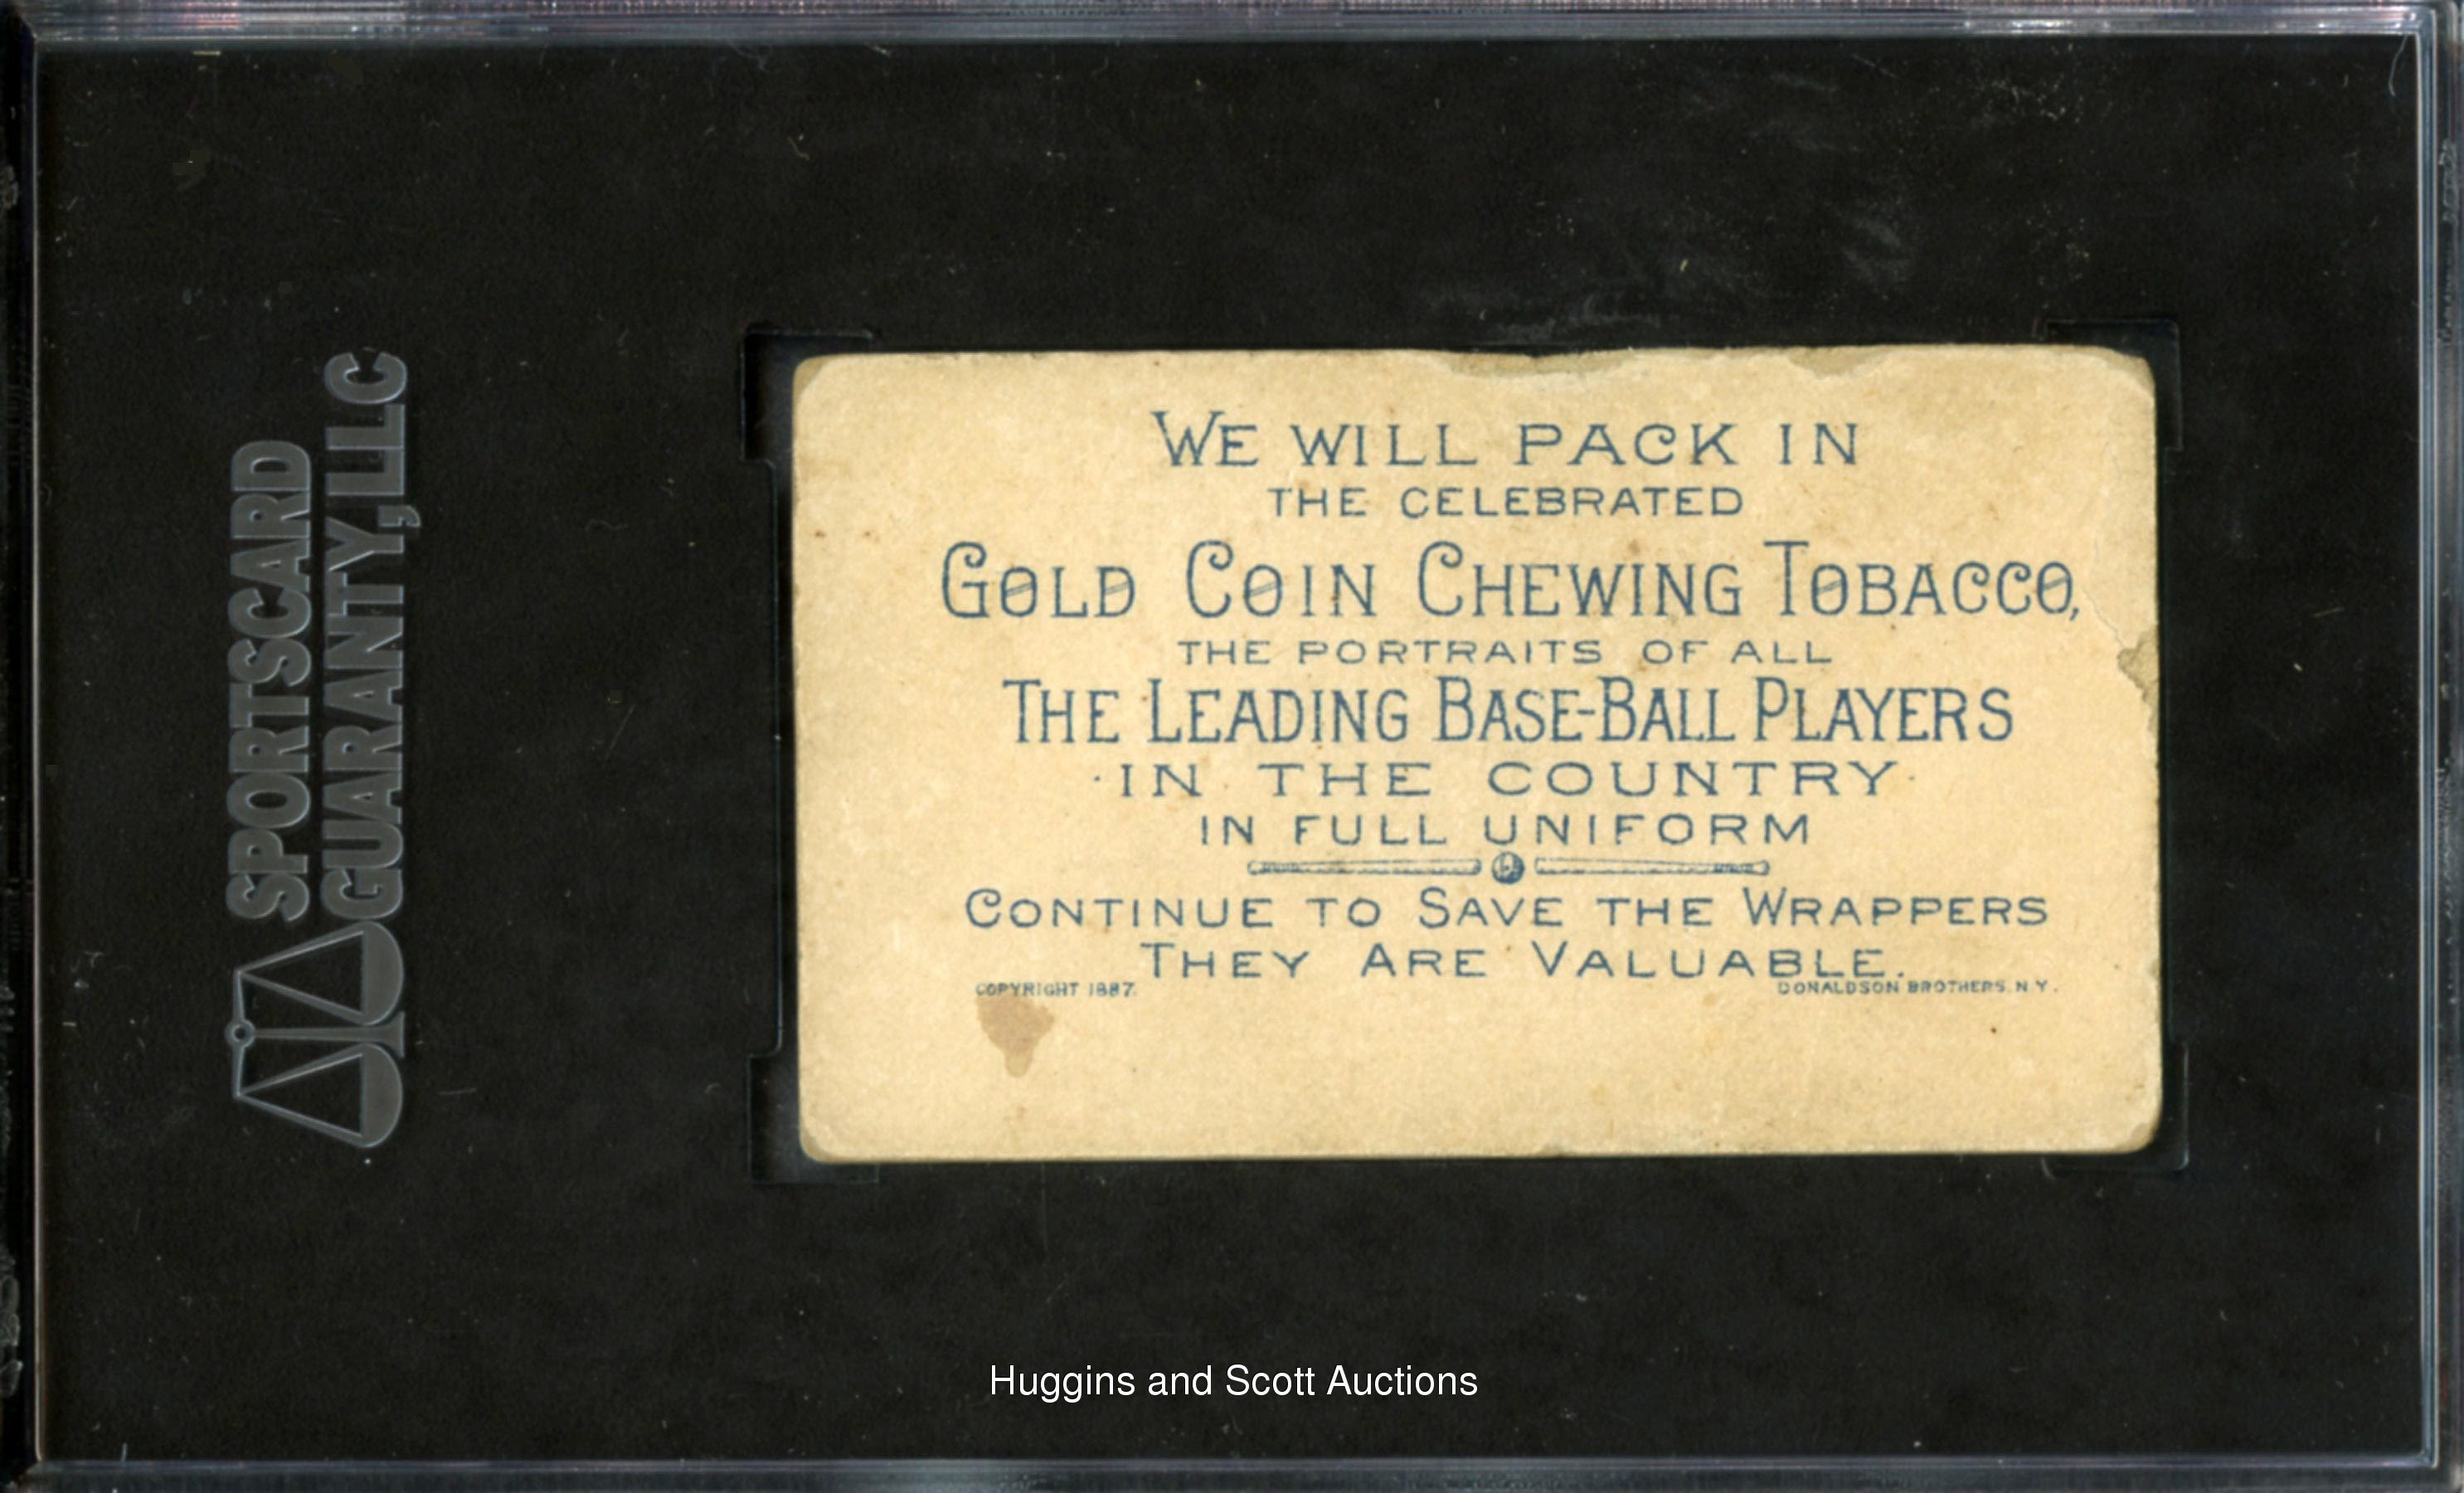 SPORTSCARD
GUARANTY, LLC
WE WILL PACK IN
THE CELEBRATED
GOLD COIN CHEWING TOBACCO,
THE PORTRAITS OF ALL
THE LEADING BASE-BALL PLAYERS
·IN THE COUNTRY·
IN FULL UNIFORM
CONTINUE TO SAVE THE WRAPPERS
THEY ARE VALUABLE.
COPYRIGHT 1887.
DONALDSON BROTHERS. N.Y.
Huggins and Scott Auctions